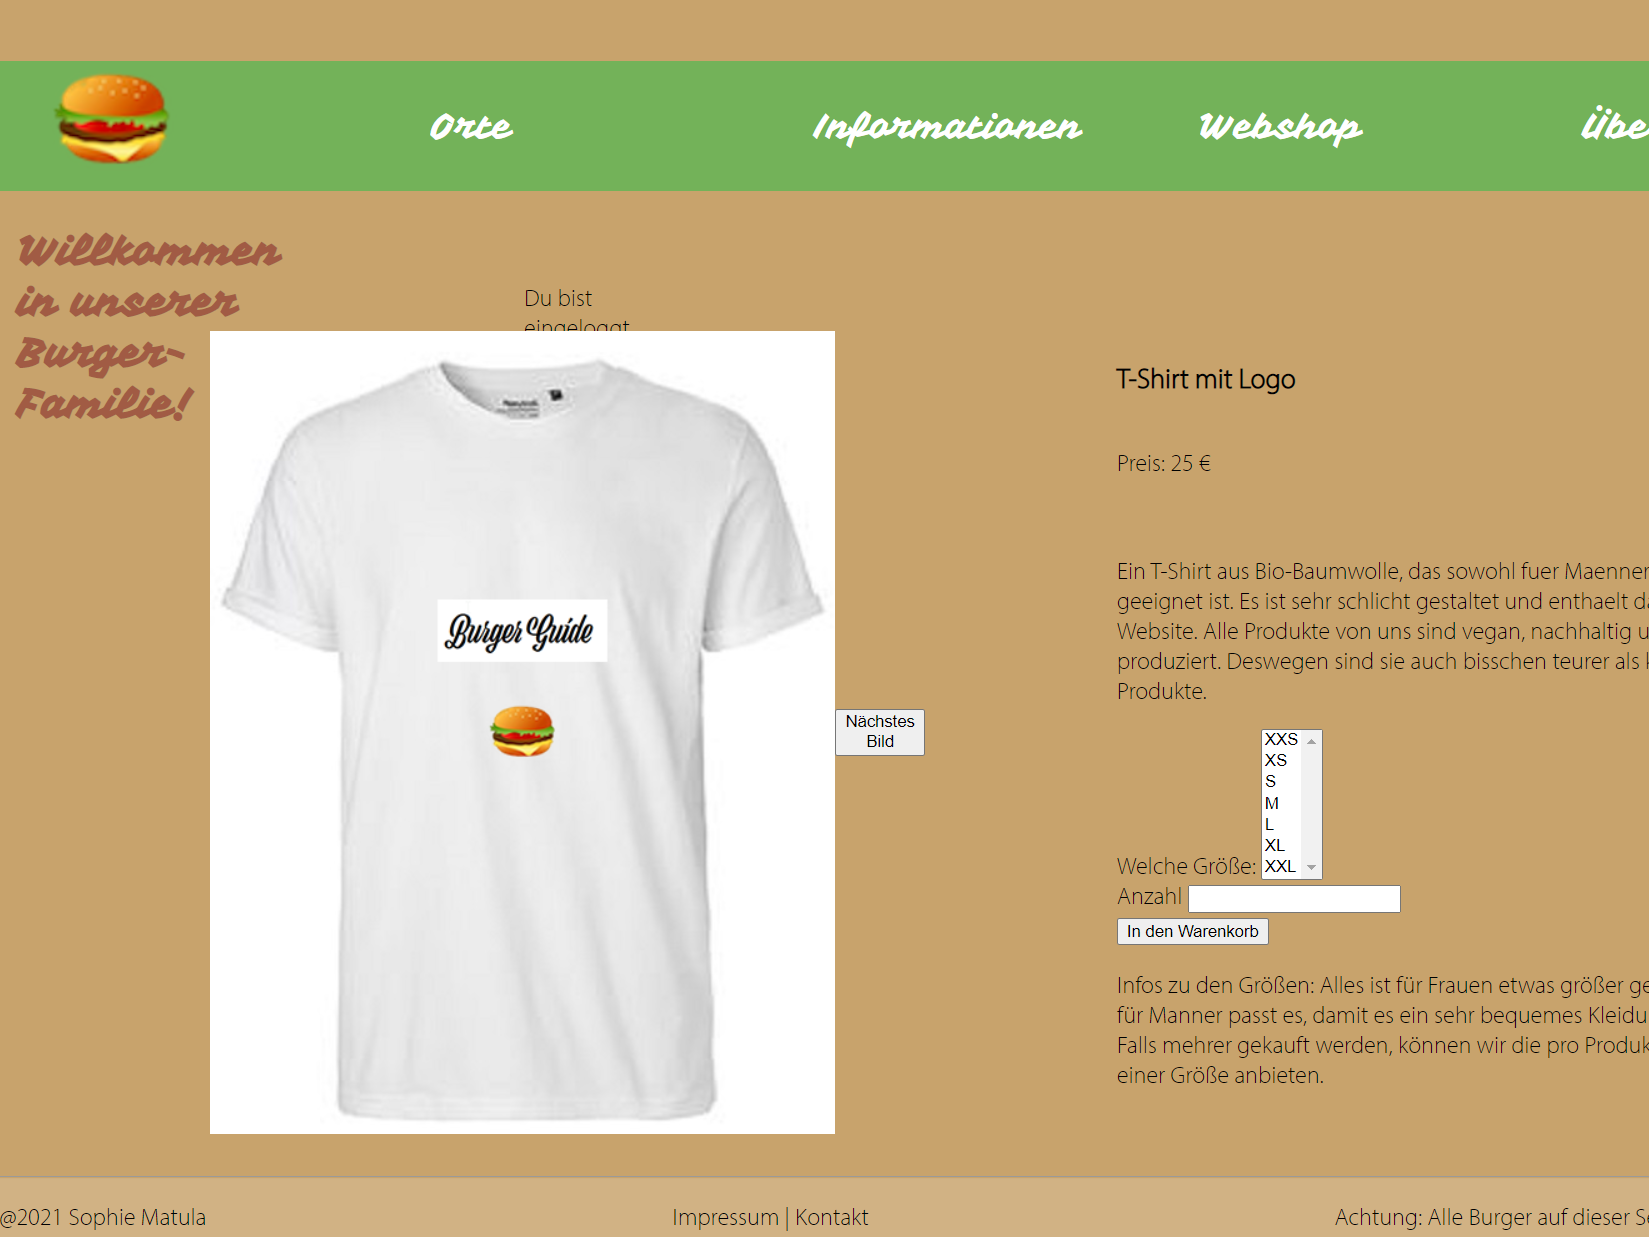 Orte
Informationen
Webshop
Willkommen
in unserer
Burger-
Familie!
Du bist
eingeloggt
T-Shirt mit Logo
Preis: 25 €
Burger Guide
Ein T-Shirt aus Bio-Baumwolle, das sowohl fuer Maenner
geeignet ist. Es ist sehr schlicht gestaltet und enthaelt
Website. Alle Produkte von uns sind vegan, nachhaltig
produziert. Deswegen sind sie auch bisschen teurer als
Produkte.
Nächstes
Bild
XXS
XS
S
M
L
XL
Welche Größe: XXL
Anzahl
In den Warenkorb
Infos zu den Größen: Alles ist für Frauen etwas größer
für Manner passt es, damit es ein sehr bequemes
Falls mehrer gekauft werden, können wir die pro
einer Größe anbieten.
@2021 Sophie Matula
Impressum | Kontakt
Achtung: Alle Burger auf dieser